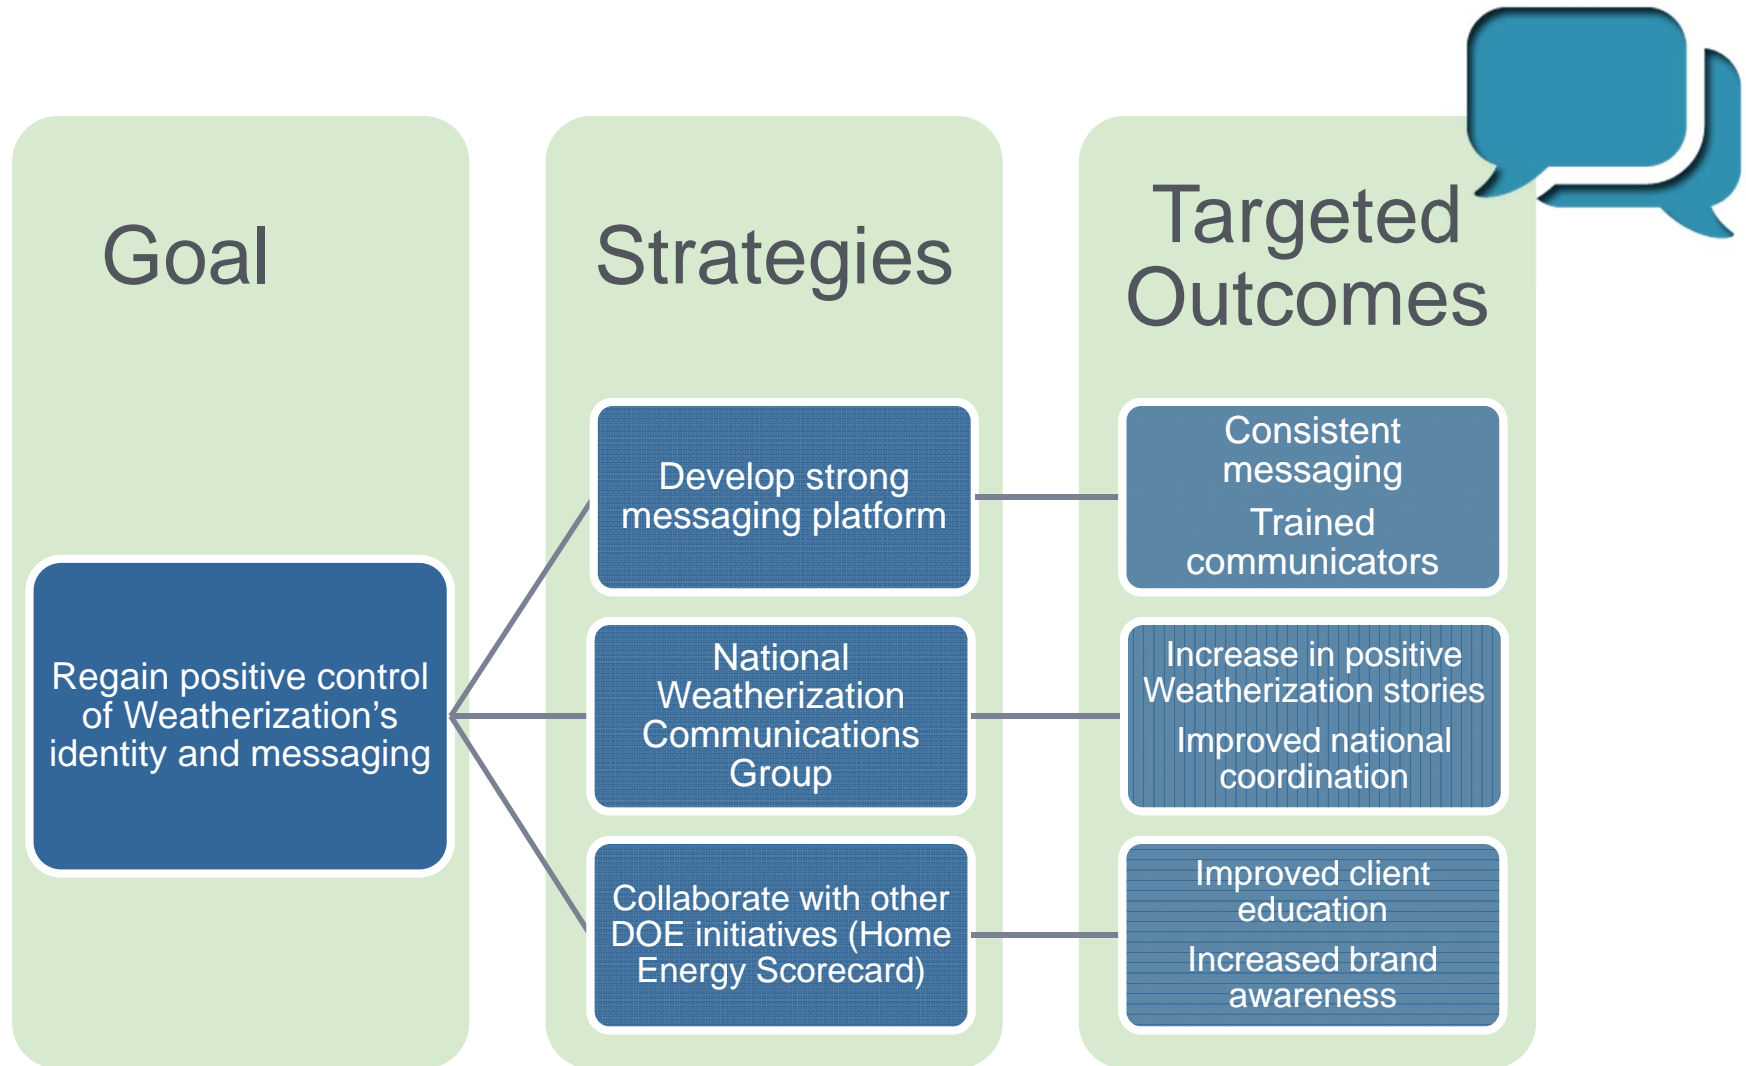 Goal
Regain positive control
of Weatherization's
identity and messaging
Strategies
Develop strong
messaging platform
National
Weatherization
Communications
Group
Collaborate with other
DOE initiatives (Home
Energy Scorecard)
Targeted
Outcomes
Consistent
messaging
Trained
communicators
Increase in positive
Weatherization stories
Improved national
coordination
Improved client
education
Increased brand
awareness